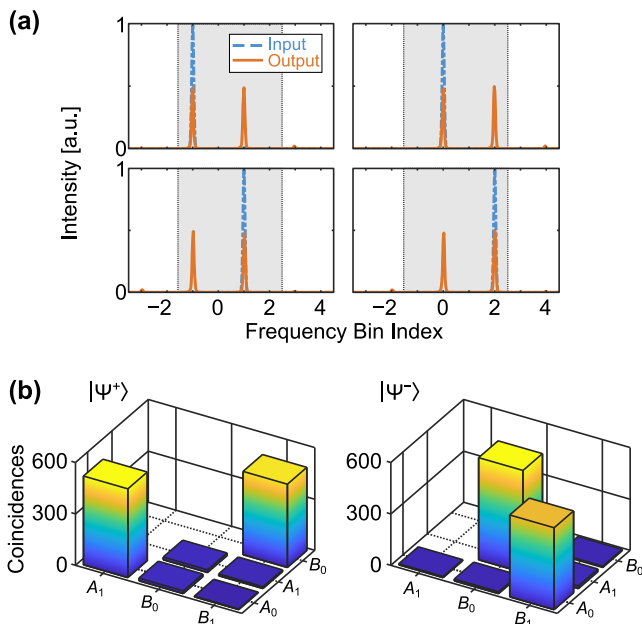 (a)
1
Input
Output
0
1
0
Intensity [a.u.]
−2 0 2 4 −2 0 2 4
Frequency Bin Index
(b)
|Ψ⁺⟩ |Ψ⁻⟩
Coincidences
600
300
0
A₁ B₀ B₁ A₀ A₁ B₀
600
300
0
A₁ B₀ B₁ A₀ A₁ B₀